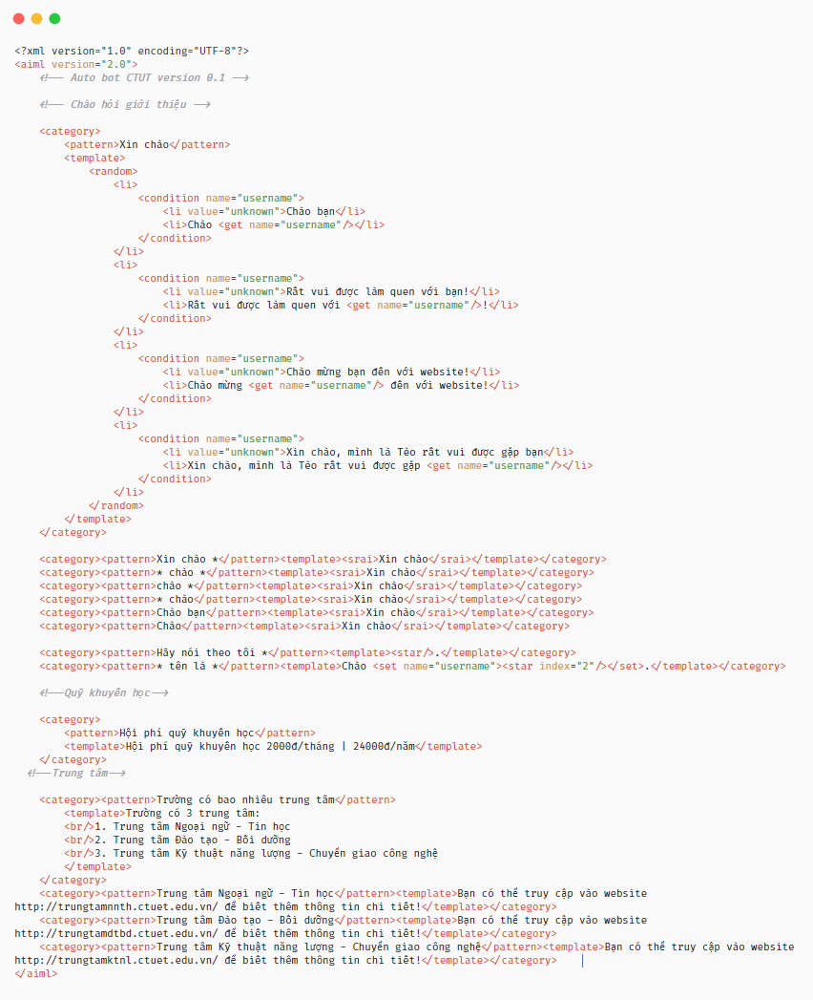 <?xml version="1.0" encoding="UTF-8"?>
<aiml version="2.0">
<!-- Auto bot CTUT version 0.1 -->
<!-- Chào hỏi giới thiệu -->
<category>
<pattern>Xin chào</pattern>
<template>
<random>
<li>
<condition name="username">
<li value="unknown">Chào bạn</li>
<li>Chào <get name="username"/></li>
</condition>
</li>
<li>
<condition name="username">
<li value="unknown">Rất vui được làm quen với bạn!</li>
<li>Rất vui được làm quen với <get name="username"/>!</li>
</condition>
</li>
<li>
<condition name="username">
<li value="unknown">Chào mừng bạn đến với website!</li>
<li>Chào mừng <get name="username"/> đến với website!</li>
</condition>
</li>
<li>
<condition name="username">
<li value="unknown">Xin chào, mình là Tèo rất vui được gặp bạn</li>
<li>Xin chào, mình là Tèo rất vui được gặp <get name="username"/></li>
</condition>
</li>
</random>
</template>
</category>
<category><pattern>Xin chào *</pattern><template><srai>Xin chào</srai></template></category>
<category><pattern>* chào *</pattern><template><srai>Xin chào</srai></template></category>
<category><pattern>chào *</pattern><template><srai>Xin chào</srai></template></category>
<category><pattern>* chào</pattern><template><srai>Xin chào</srai></template></category>
<category><pattern>Chào bạn</pattern><template><srai>Xin chào</srai></template></category>
<category><pattern>Chào</pattern><template><srai>Xin chào</srai></template></category>
<category><pattern>Hãy nói theo tôi *</pattern><template><star/>.</template></category>
<category><pattern>* tên là *</pattern><template>Chào <set name="username"><star index="2"/></set>.</template></category>
<!--Quỹ khuyến học-->
<category>
<pattern>Hội phí quỹ khuyến học</pattern>
<template>Hội phí quỹ khuyến học 2000đ/tháng | 24000đ/năm</template>
</category>
<!--Trung tâm-->
<category><pattern>Trường có bao nhiêu trung tâm</pattern>
<template>Trường có 3 trung tâm:
<br/>1. Trung tâm Ngoại ngữ - Tin học
<br/>2. Trung tâm Đào tạo - Bồi dưỡng
<br/>3. Trung tâm Kỹ thuật năng lượng - Chuyển giao công nghệ
</template>
</category>
<category><pattern>Trung tâm Ngoại ngữ - Tin học</pattern><template>Bạn có thể truy cập vào website
http://trungtamnnth.ctuet.edu.vn/ để biết thêm thông tin chi tiết!</template></category>
<category><pattern>Trung tâm Đào tạo - Bồi dưỡng</pattern><template>Bạn có thể truy cập vào website
http://trungtamdtbd.ctuet.edu.vn/ để biết thêm thông tin chi tiết!</template></category>
<category><pattern>Trung tâm Kỹ thuật năng lượng - Chuyển giao công nghệ</pattern><template>Bạn có thể truy cập vào website
http://trungtamktnl.ctuet.edu.vn/ để biết thêm thông tin chi tiết!</template></category>
</aiml>